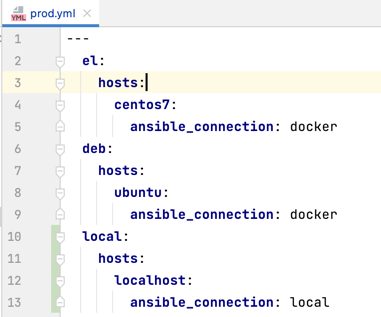 prod.yml
1 ---
2   el:
3     hosts:
4       centos7:
5         ansible_connection: docker
6   deb:
7     hosts:
8       ubuntu:
9         ansible_connection: docker
10   local:
11     hosts:
12       localhost:
13         ansible_connection: local